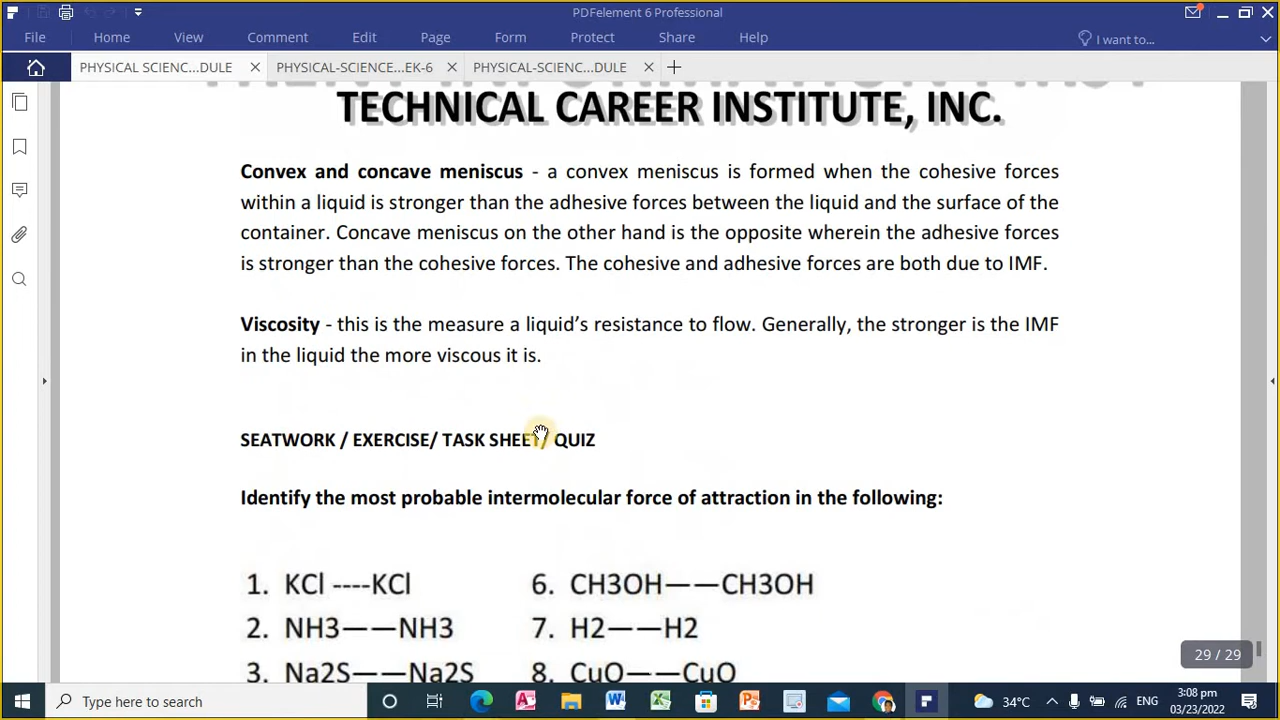 PDFelement 6 Professional
File Home View Comment Edit Page Form Protect Share Help I want to...
PHYSICAL SCIENC...DULE PHYSICAL-SCIENCE...EK-6 PHYSICAL-SCIENC...DULE
TECHNICAL CAREER INSTITUTE, INC.
Convex and concave meniscus - a convex meniscus is formed when the cohesive forces
within a liquid is stronger than the adhesive forces between the liquid and the surface of the
container. Concave meniscus on the other hand is the opposite wherein the adhesive forces
is stronger than the cohesive forces. The cohesive and adhesive forces are both due to IMF.
Viscosity - this is the measure a liquid’s resistance to flow. Generally, the stronger is the IMF
in the liquid the more viscous it is.
SEATWORK / EXERCISE/ TASK SHEET/ QUIZ
Identify the most probable intermolecular force of attraction in the following:
1. KCl ----KCl 6. CH3OH——CH3OH
2. NH3——NH3 7. H2——H2
3. Na2S——Na2S 8. CuO——CuO
29 / 29
Type here to search
34°C ENG 3:08 pm
03/23/2022